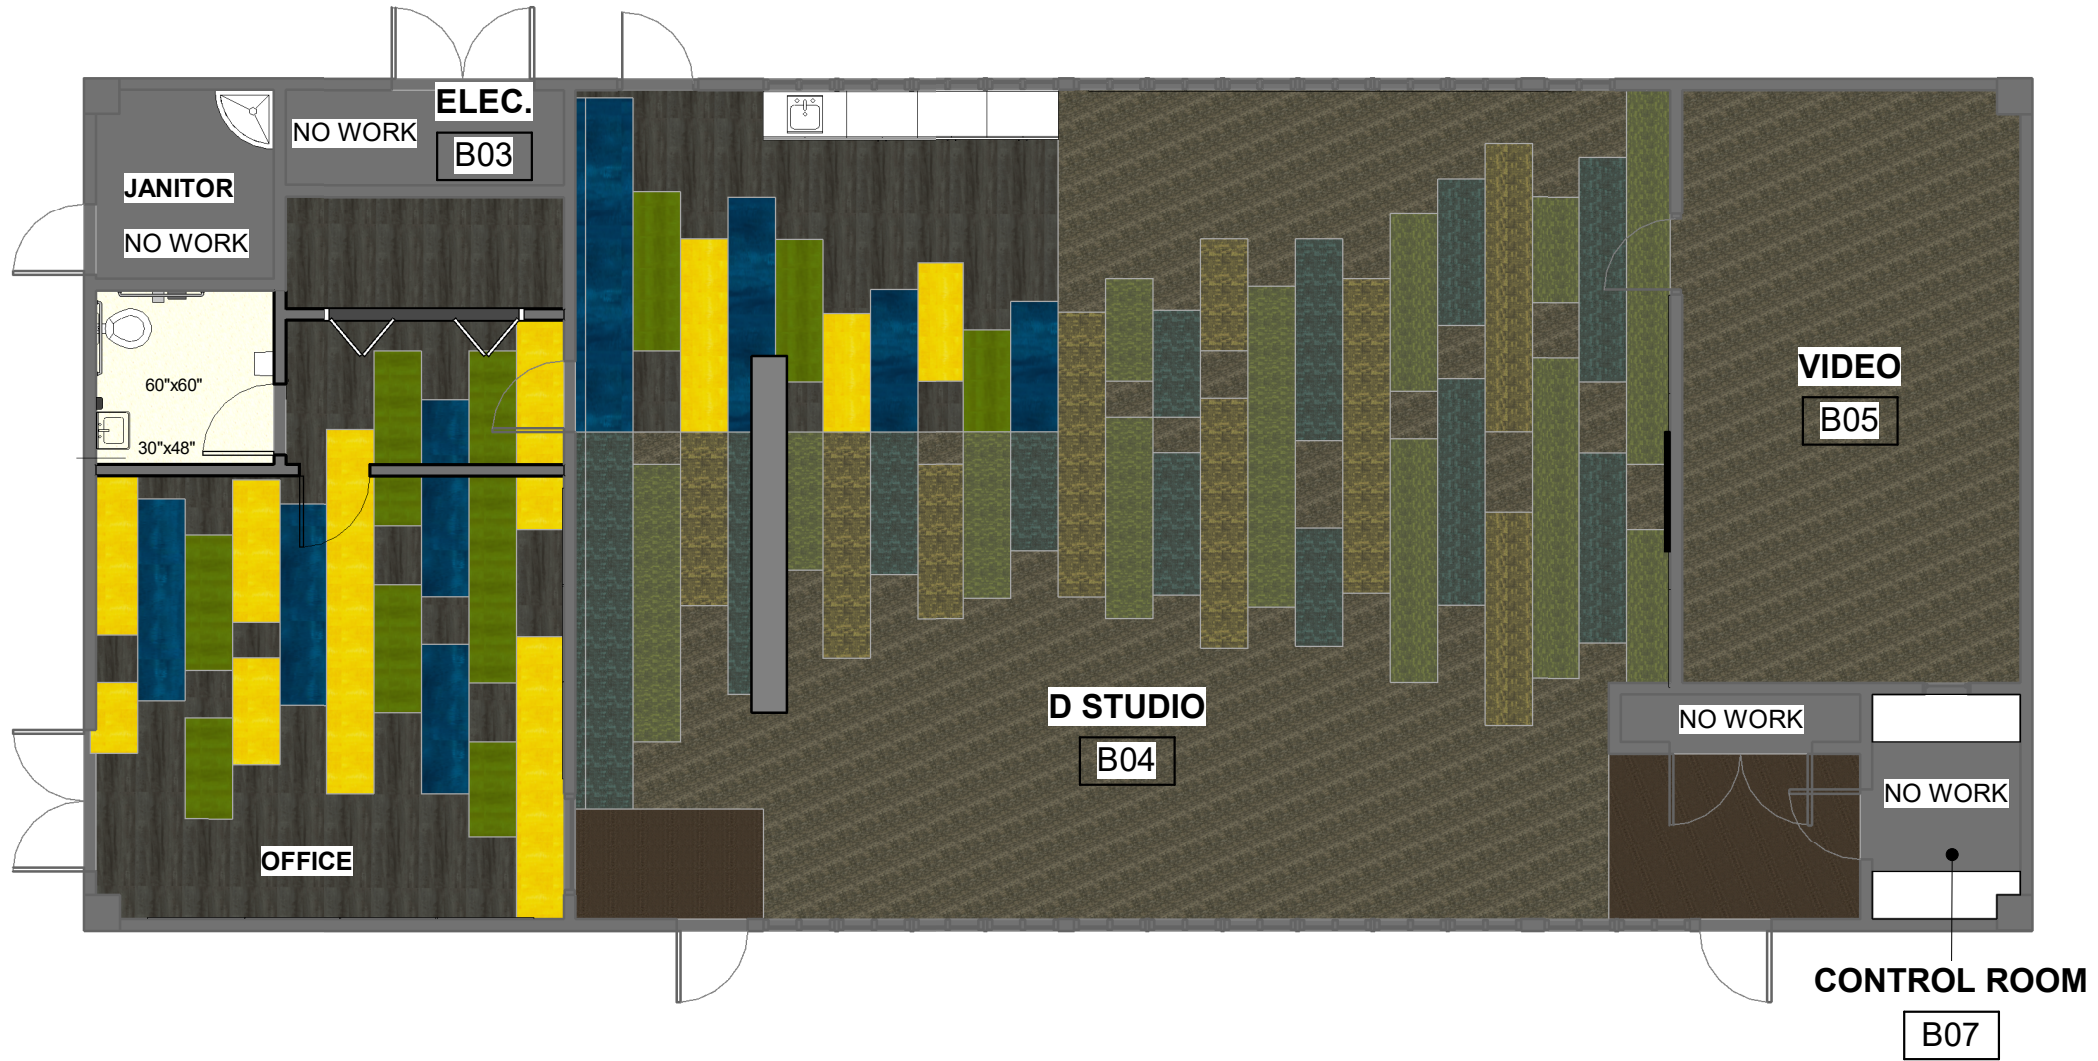 ELEC.
NO WORK
B03
JANITOR
NO WORK
60"x60"
30"x48"
OFFICE
D STUDIO
B04
VIDEO
B05
NO WORK
NO WORK
CONTROL ROOM
B07